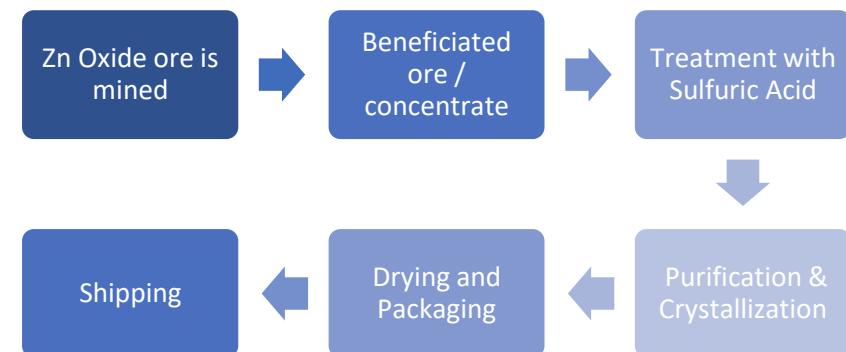 Zn Oxide ore is
mined
Beneficiated
ore /
concentrate
Treatment with
Sulfuric Acid
Shipping
Drying and
Packaging
Purification &
Crystallization